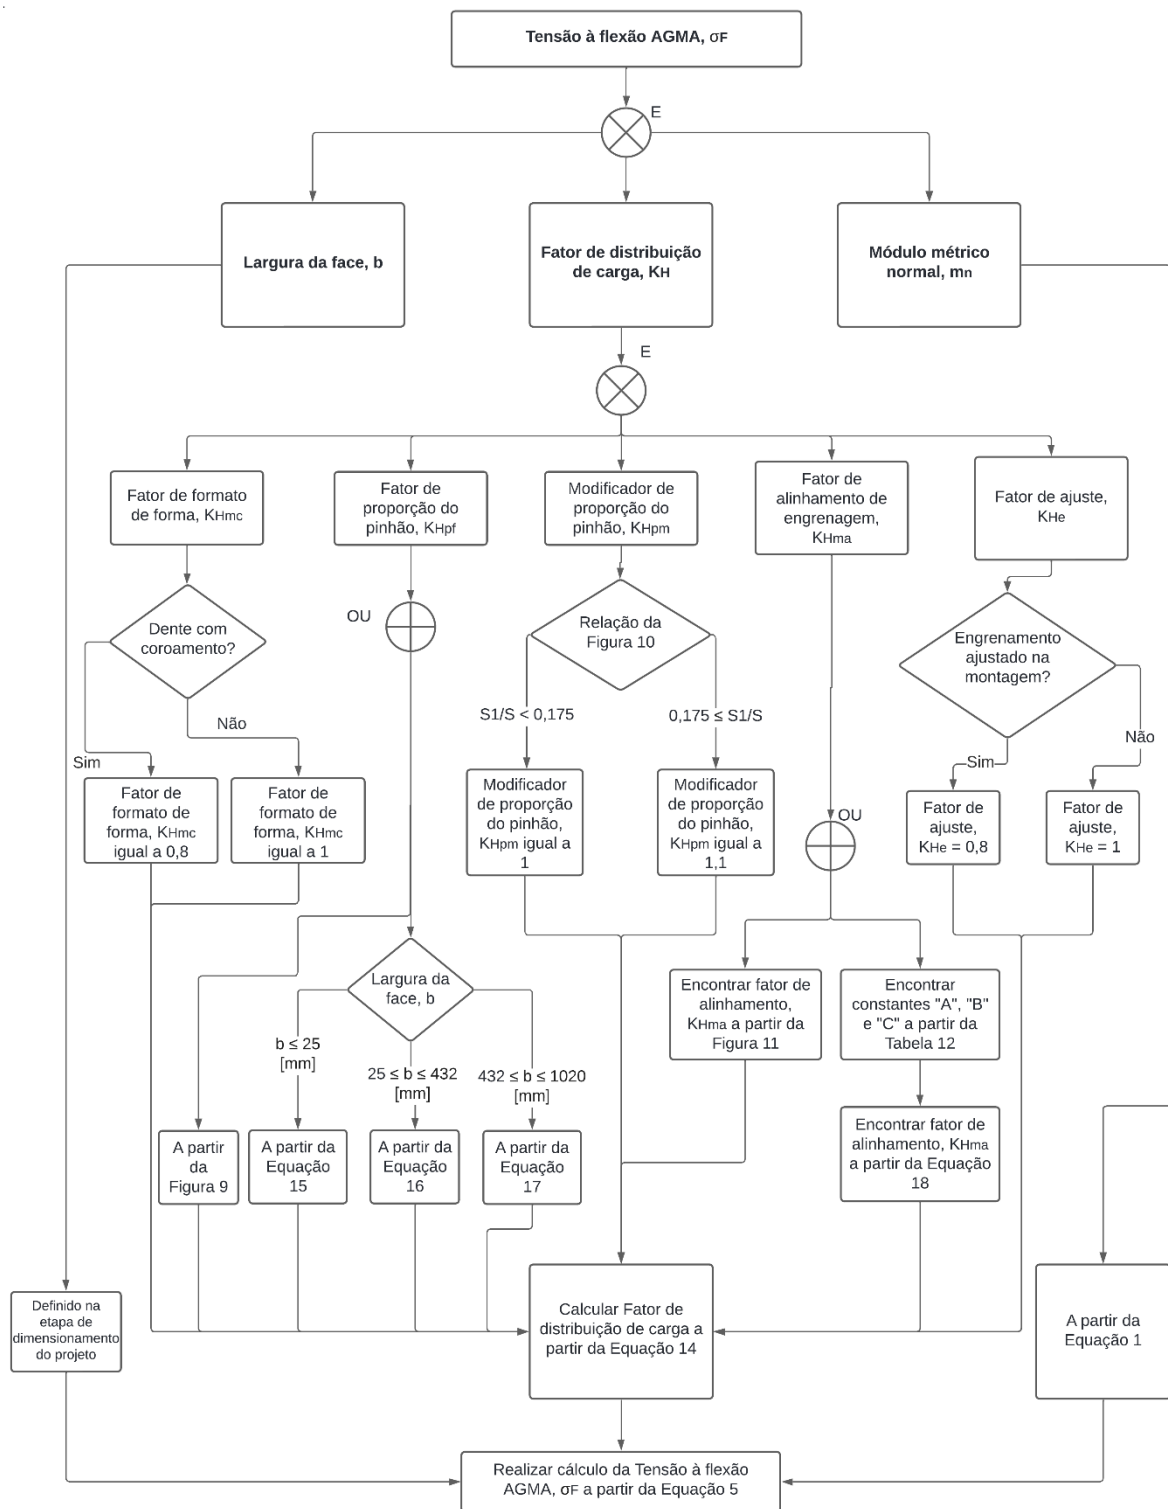 Tensão à flexão AGMA, σF
E
Largura da face, b
Fator de distribuição
de carga, KH
Módulo métrico
normal, mn
E
Fator de formato
de forma, KHmc
Fator de
proporção do
pinhão, KHpf
Modificador de
proporção do
pinhão, KHpm
Fator de
alinhamento de
engrenagem,
KHma
Fator de ajuste,
KHe
Dente com
coroamento?
OU
Relação da
Figura 10
Engrenamento
ajustado na
montagem?
Sim
Não
S1/S < 0,175
0,175 ≤ S1/S
Sim
Não
Fator de
formato de
forma, KHmc
igual a 0,8
Fator de
formato de
forma, KHmc
igual a 1
Modificador
de proporção
do pinhão,
KHpm igual a
1
Modificador
de proporção
do pinhão,
KHpm igual a
1,1
OU
Fator de
ajuste,
KHe = 0,8
Fator de
ajuste,
KHe = 1
Largura da
face, b
b ≤ 25
[mm]
25 ≤ b ≤ 432
[mm]
432 ≤ b ≤ 1020
[mm]
Encontrar fator de
alinhamento,
KHma a partir da
Figura 11
Encontrar
constantes "A", "B"
e "C" a partir da
Tabela 12
A partir
da
Figura 9
A partir da
Equação
15
A partir da
Equação
16
A partir da
Equação
17
Encontrar fator de
alinhamento, KHma
a partir da Equação
18
Definido na
etapa de
dimensionamento
do projeto
Calcular Fator de
distribuição de carga a
partir da Equação 14
A partir da
Equação 1
Realizar cálculo da Tensão à flexão
AGMA, σF a partir da Equação 5